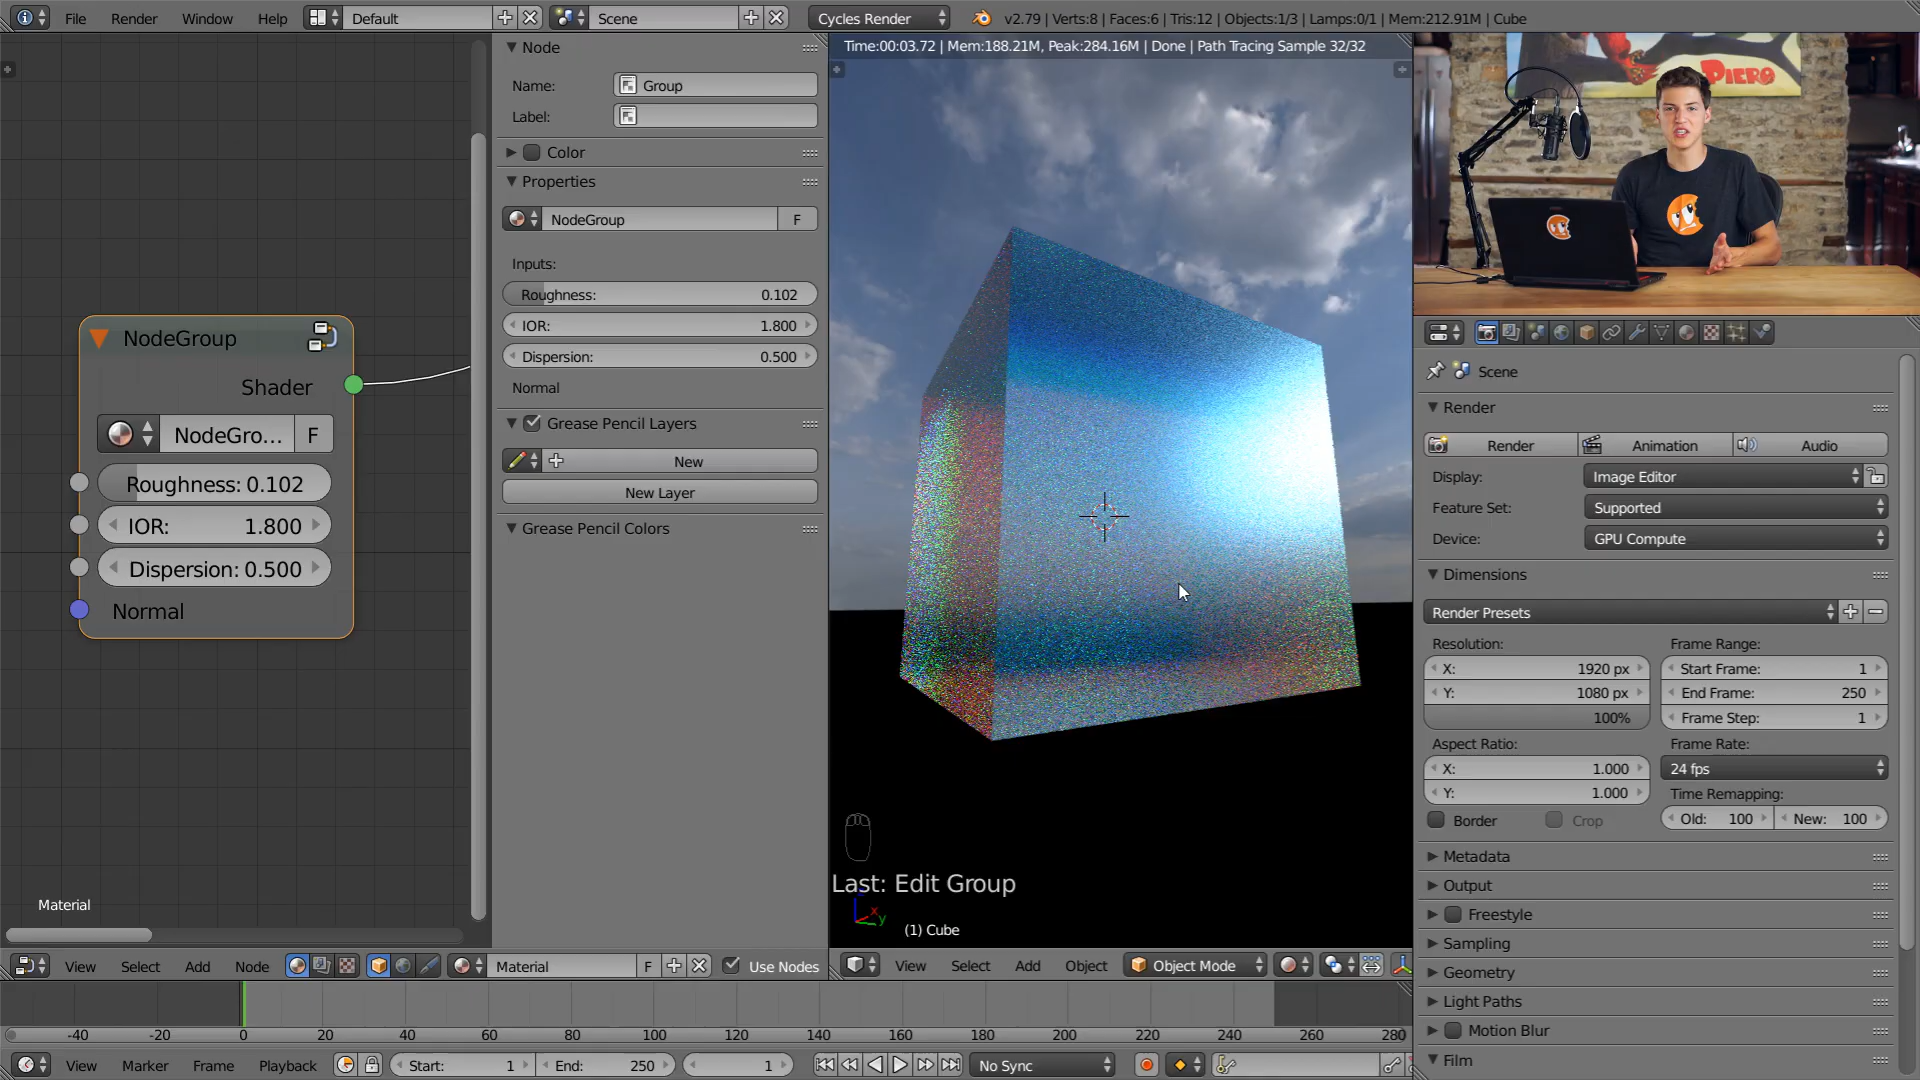 File Render Window Help Default Scene Cycles Render v2.79 | Verts:8 | Faces:6 | Tris:12 | Objects:1/3 | Lamps:0/1 | Mem:212.91M | Cube
Node
Name: Group
Label:
Color
Properties
NodeGroup F
Inputs:
Roughness: 0.102
IOR: 1.800
Dispersion: 0.500
Normal
Grease Pencil Layers
New
New Layer
Grease Pencil Colors
NodeGroup
Shader
NodeGro... F
Roughness: 0.102
IOR: 1.800
Dispersion: 0.500
Normal
Material
View Select Add Node Material F Use Nodes
Time:00:03.72 | Mem:188.21M, Peak:284.16M | Done | Path Tracing Sample 32/32
Last: Edit Group
(1) Cube
View Select Add Object Object Mode
PIERO
Scene
Render
Render Animation Audio
Display: Image Editor
Feature Set: Supported
Device: GPU Compute
Dimensions
Render Presets
Resolution: Frame Range:
X: 1920 px Start Frame: 1
Y: 1080 px End Frame: 250
100% Frame Step: 1
Aspect Ratio: Frame Rate:
X: 1.000 24 fps
Y: 1.000 Time Remapping:
Border Crop Old: 100 New: 100
Metadata
Output
Freestyle
Sampling
Geometry
Light Paths
Motion Blur
Film
-40 -20 0 20 40 60 80 100 120 140 160 180 200 220 240 260 280
View Marker Frame Playback Start: 1 End: 250 1 No Sync